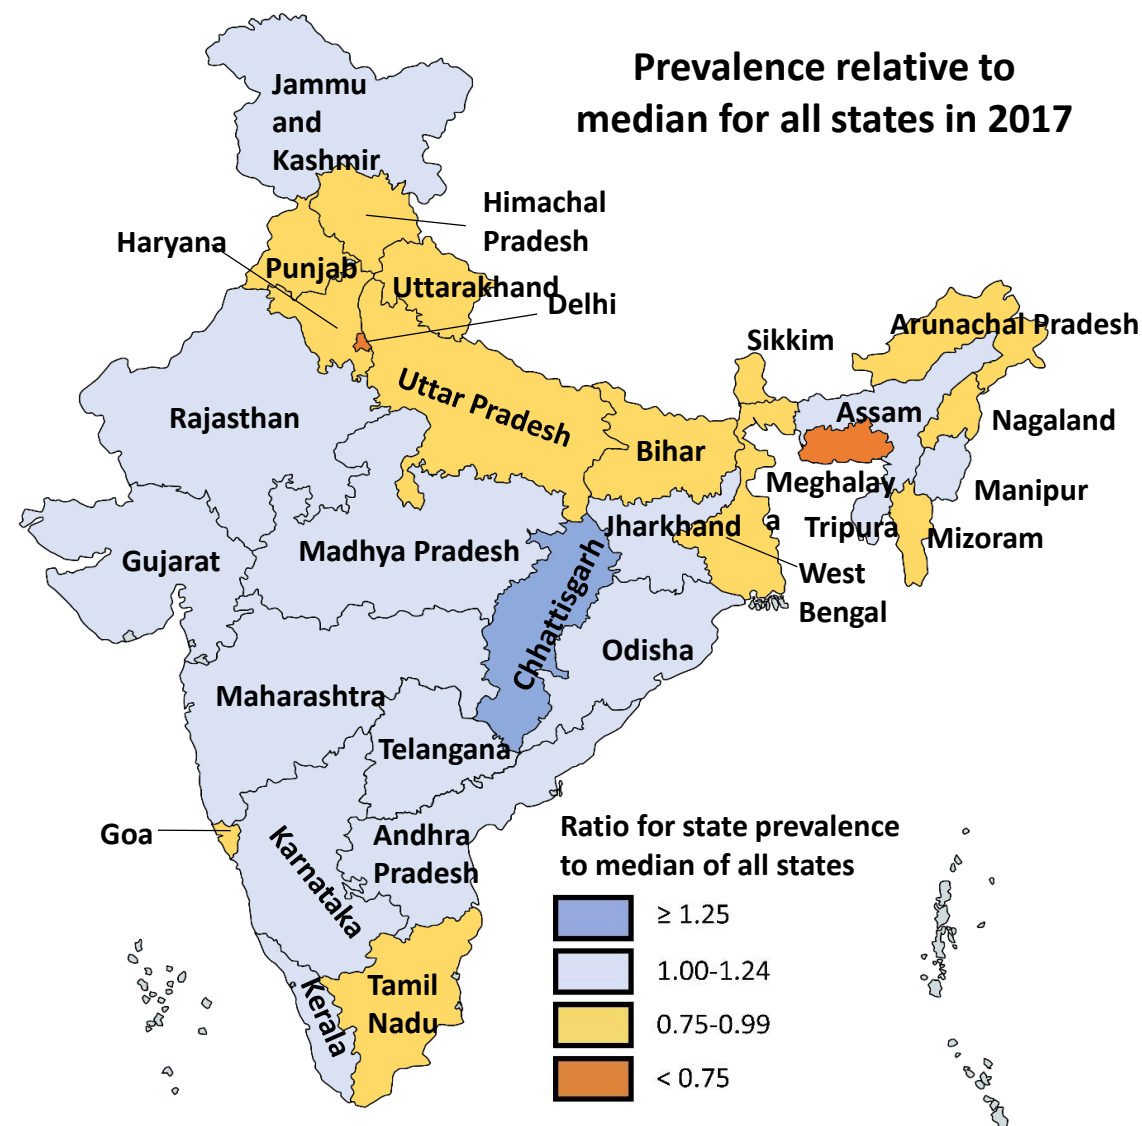 Prevalence relative to
median for all states in 2017
Jammu
and
Kashmir
Himachal
Pradesh
Haryana
Punjab
Uttarakhand
Delhi
Sikkim
Arunachal Pradesh
Uttar Pradesh
Rajasthan
Assam
Nagaland
Bihar
Meghalay
a
Manipur
Jharkhand
Tripura
Mizoram
Gujarat
Madhya Pradesh
Chhattisgarh
West
Bengal
Odisha
Maharashtra
Telangana
Goa
Karnataka
Andhra
Pradesh
Kerala
Tamil
Nadu
Ratio for state prevalence
to median of all states
≥ 1.25
1.00-1.24
0.75-0.99
< 0.75